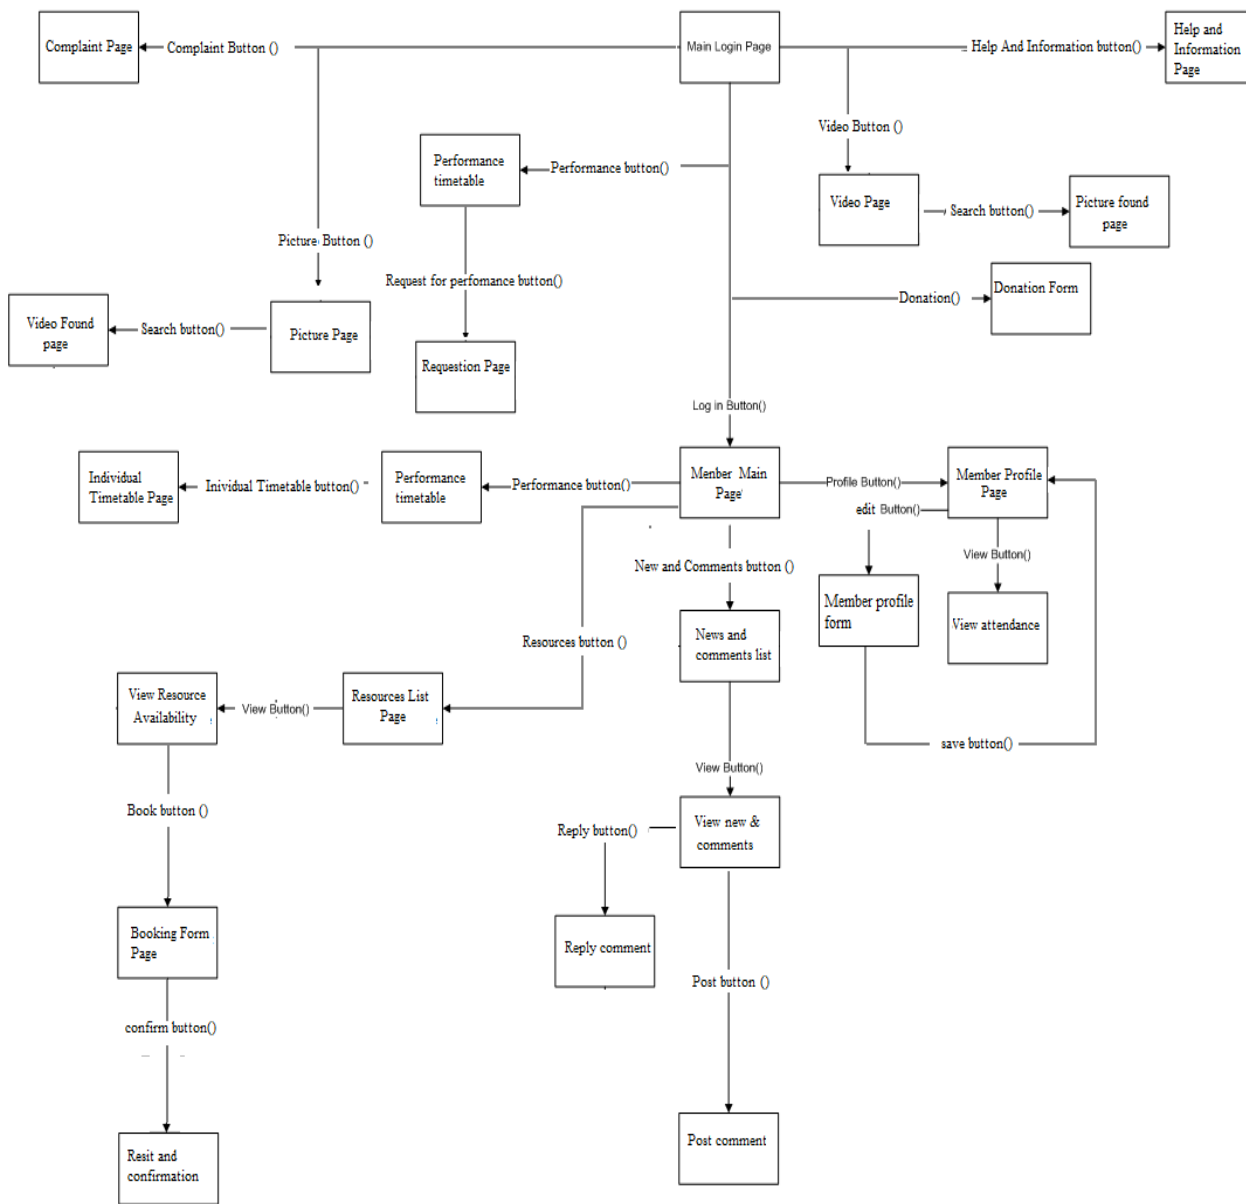 Complaint Page
Complaint Button ()
Main Login Page
Help And Information button()
Help and
Information
Page
Video Button ()
Performance
timetable
Performance button()
Video Page
Search button()
Picture found
page
Picture Button ()
Request for perfomance button()
Donation()
Donation Form
Video Found
page
Search button()
Picture Page
Requestion Page
Log in Button()
Individual
Timetable Page
Inividual Timetable button()
Performance
timetable
Performance button()
Menber Main
Page
Profile Button()
Member Profile
Page
edit Button()
View Button()
New and Comments button ()
Member profile
form
View attendance
Resources button ()
News and
comments list
View Resource
Availability
View Button()
Resources List
Page
save button()
View Button()
Book button ()
Reply button()
View new &
comments
Booking Form
Page
Reply comment
Post button ()
confirm button()
Post comment
Resit and
confirmation